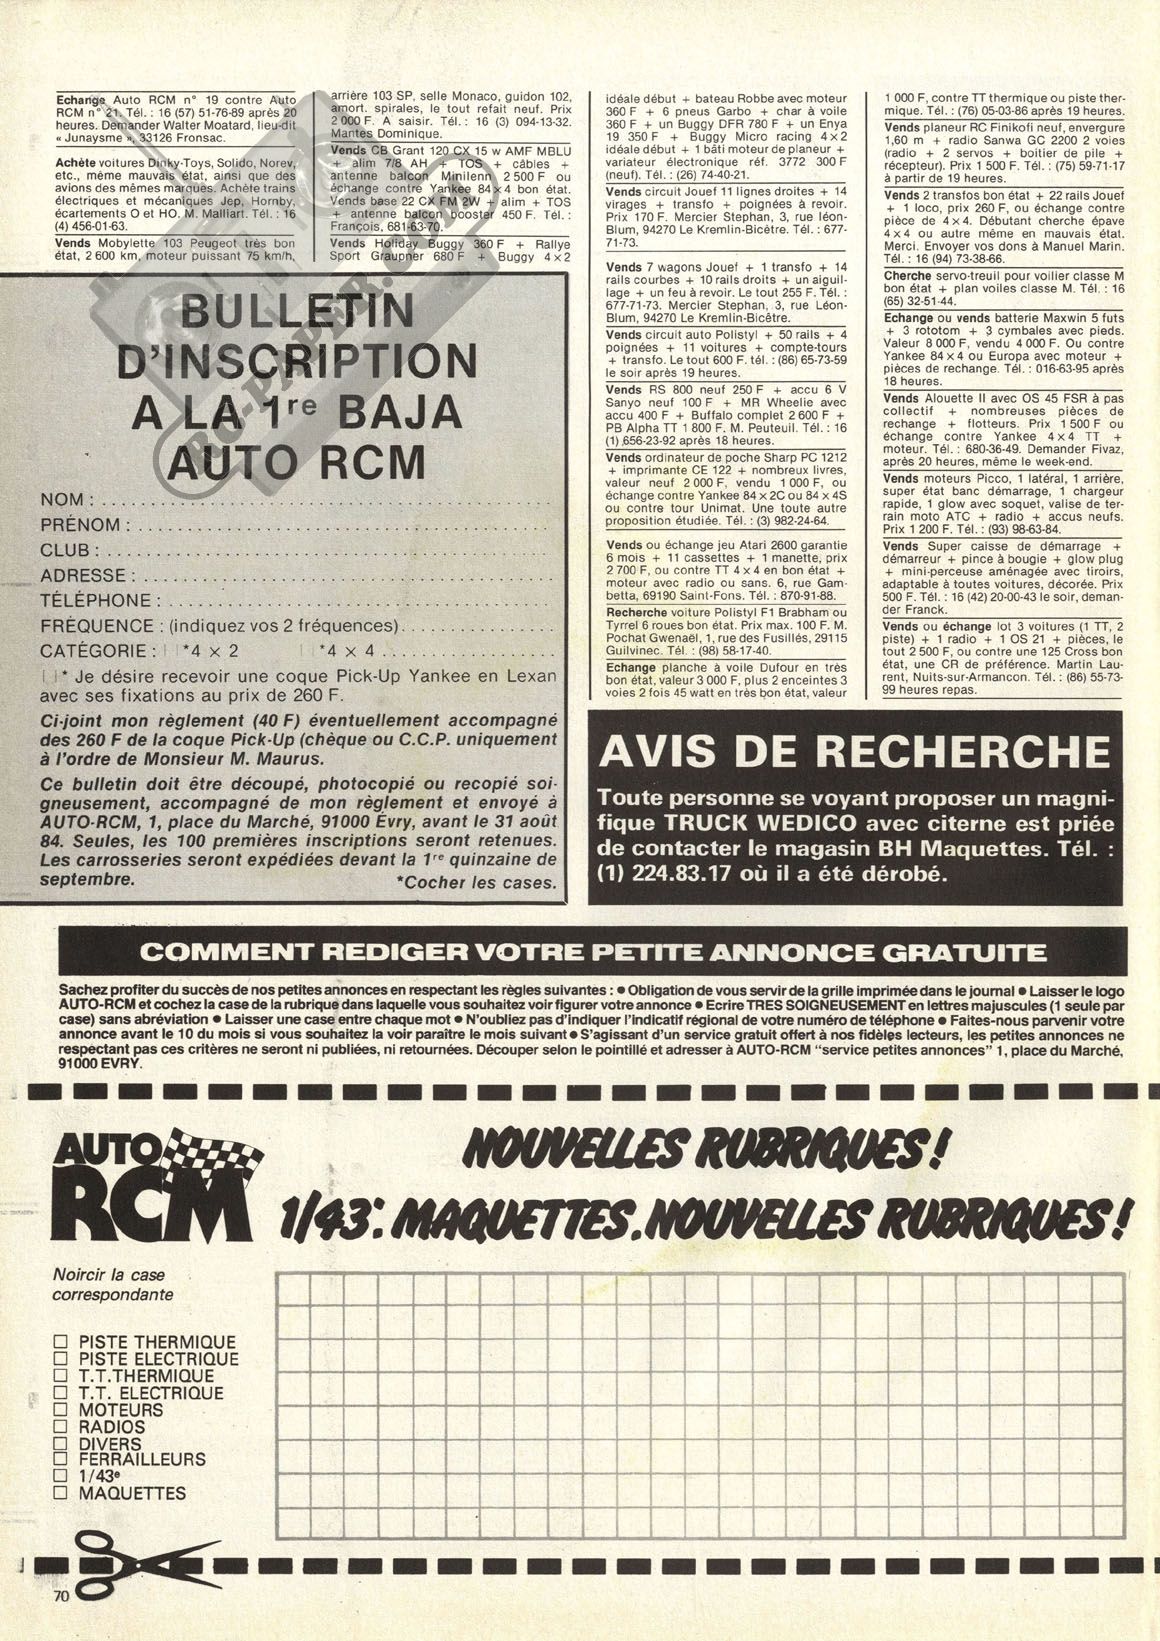 Echange Auto RCM n° 19 contre Auto
RCM n° 21. Tél. : 16 (57) 51-76-89 après 20
heures. Demander Walter Moatard, lieu-dit
« Junaysme », 33126 Fronsac.
Achète voitures Dinky-Toys, Solido, Norev,
etc., même mauvais état, ainsi que des
avions des mêmes marques. Achète trains
électriques et mécaniques Jep, Hornby,
écartements O et HO. M. Malliart. Tél. : 16
(4) 456-01-63.
Vends Mobylette 103 Peugeot très bon
état, 2 600 km, moteur puissant 75 km/h,
arrière 103 SP, selle Monaco, guidon 102,
amort. spirales, le tout refait neuf. Prix
2 000 F. A saisir. Tél. : 16 (3) 094-13-32.
Mantes Dominique.
Vends CB Grant 120 CX 15 w AMF MBLU
+ alim 7/8 AH + TOS + câbles +
antenne balcon Minilenn 2 500 F ou
échange contre Yankee 84 x 4 bon état.
Vends base 22 CX FM 2W + alim + TOS
+ antenne balcon booster 450 F. Tél. :
François, 681-63-70.
Vends Holiday Buggy 360 F + Rallye
Sport Graupner 680 F + Buggy 4 x 2
idéale début + bateau Robbe avec moteur
360 F + 6 pneus Garbo + char à voile
360 F + un Buggy DFR 780 F + un Enya
19 350 F + Buggy Micro racing 4 x 2
idéale début + 1 bâti moteur de planeur +
variateur électronique réf. 3772 300 F
(neuf). Tél. : (26) 74-40-21.
Vends circuit Jouef 11 lignes droites + 14
virages + transfo + poignées à revoir.
Prix 170 F. Mercier Stephan, 3, rue léon-
Blum, 94270 Le Kremlin-Bicètre. Tél. : 677-
71-73.
Vends 7 wagons Jouef + 1 transfo + 14
rails courbes + 10 rails droits + un aiguil-
lage + un feu à revoir. Le tout 255 F. Tél. :
677-71-73. Mercier Stephan, 3, rue Léon-
Blum, 94270 Le Kremlin-Bicêtre.
Vends circuit auto Polistyl + 50 rails + 4
poignées + 11 voitures + compte-tours
+ transfo. Le tout 600 F. tél. : (86) 65-73-59
le soir après 19 heures.
Vends RS 800 neuf 250 F + accu 6 V
Sanyo neuf 100 F + MR Wheelie avec
accu 400 F + Buffalo complet 2 600 F +
PB Alpha TT 1 800 F. M. Peuteuil. Tél. : 16
(1) 656-23-92 après 18 heures.
Vends ordinateur de poche Sharp PC 1212
+ imprimante CE 122 + nombreux livres,
valeur neuf 2 000 F, vendu 1 000 F, ou
échange contre Yankee 84 x 2C ou 84 x 4S
ou contre tour Unimat. Une toute autre
proposition étudiée. Tél. : (3) 982-24-64.
Vends ou échange jeu Atari 2600 garantie
6 mois + 11 cassettes + 1 manette, prix
2 700 F, ou contre TT 4 x 4 en bon état +
moteur avec radio ou sans. 6, rue Gam-
betta, 69190 Saint-Fons. Tél. : 870-91-88.
Recherche voiture Polistyl F1 Brabham ou
Tyrrel 6 roues bon état. Prix max. 100 F. M.
Pochat Gwenaël, 1, rue des Fusillés, 29115
Guilvinec. Tél. : (98) 58-17-40.
Echange planche à voile Dufour en très
bon état, valeur 3 000 F, plus 2 enceintes 3
voies 2 fois 45 watt en très bon état, valeur
1 000 F, contre TT thermique ou piste ther-
mique. Tél. : (76) 05-03-86 après 19 heures.
Vends planeur RC Finikofi neuf, envergure
1,60 m + radio Sanwa GC 2200 2 voies
(radio + 2 servos + boitier de pile +
récepteur). Prix 1 500 F. Tél. : (75) 59-71-17
à partir de 19 heures.
Vends 2 transfos bon état + 22 rails Jouef
+ 1 loco, prix 260 F, ou échange contre
pièce de 4 x 4. Débutant cherche épave
4 x 4 ou autre même en mauvais état.
Merci. Envoyer vos dons à Manuel Marin.
Tél. : 16 (94) 73-38-66.
Cherche servo-treuil pour voilier classe M
bon état + plan voiles classe M. Tél. : 16
(65) 32-51-44.
Echange ou vends batterie Maxwin 5 futs
+ 3 rototom + 3 cymbales avec pieds.
Valeur 8 000 F, vendu 4 000 F. Ou contre
Yankee 84 x 4 ou Europa avec moteur +
pièces de rechange. Tél. : 016-63-95 après
18 heures.
Vends Alouette II avec OS 45 FSR à pas
collectif + nombreuses pièces de
rechange + flotteurs. Prix 1 500 F ou
échange contre Yankee 4 x 4 TT +
moteur. Tél. : 680-36-49. Demander Fivaz,
après 20 heures, même le week-end.
Vends moteurs Picco, 1 latéral, 1 arrière,
super état banc démarrage, 1 chargeur
rapide, 1 glow avec soquet, valise de ter-
rain moto ATC + radio + accus neufs.
Prix 1 200 F. Tél. : (93) 98-63-84.
Vends Super caisse de démarrage +
démarreur + pince à bougie + glow plug
+ mini-perceuse aménagée avec tiroirs,
adaptable à toutes voitures, décorée. Prix
500 F. Tél. : 16 (42) 20-00-43 le soir, deman-
der Franck.
Vends ou échange lot 3 voitures (1 TT, 2
piste) + 1 radio + 1 OS 21 + pièces, le
tout 2 500 F, ou contre une 125 Cross bon
état, une CR de préférence. Martin Lau-
rent, Nuits-sur-Armancon. Tél. : (86) 55-73-
99 heures repas.
RC-PAPER.COM
BULLETIN
D'INSCRIPTION
A LA 1re BAJA
AUTO RCM
NOM :
PRÉNOM :
CLUB :
ADRESSE :
TÉLÉPHONE :
FRÉQUENCE : (indiquez vos 2 fréquences)
CATÉGORIE : *4 x 2 *4 x 4
* Je désire recevoir une coque Pick-Up Yankee en Lexan
avec ses fixations au prix de 260 F.
Ci-joint mon règlement (40 F) éventuellement accompagné
des 260 F de la coque Pick-Up (chèque ou C.C.P. uniquement
à l'ordre de Monsieur M. Maurus.
Ce bulletin doit être découpé, photocopié ou recopié soi-
gneusement, accompagné de mon règlement et envoyé à
AUTO-RCM, 1, place du Marché, 91000 Évry, avant le 31 août
84. Seules, les 100 premières inscriptions seront retenues.
Les carrosseries seront expédiées devant la 1re quinzaine de
septembre. *Cocher les cases.
AVIS DE RECHERCHE
Toute personne se voyant proposer un magni-
fique TRUCK WEDICO avec citerne est priée
de contacter le magasin BH Maquettes. Tél. :
(1) 224.83.17 où il a été dérobé.
COMMENT REDIGER VOTRE PETITE ANNONCE GRATUITE
Sachez profiter du succès de nos petites annonces en respectant les règles suivantes : ● Obligation de vous servir de la grille imprimée dans le journal ● Laisser le logo
AUTO-RCM et cochez la case de la rubrique dans laquelle vous souhaitez voir figurer votre annonce ● Ecrire TRES SOIGNEUSEMENT en lettres majuscules (1 seule par
case) sans abréviation ● Laisser une case entre chaque mot ● N'oubliez pas d'indiquer l'indicatif régional de votre numéro de téléphone ● Faites-nous parvenir votre
annonce avant le 10 du mois si vous souhaitez la voir paraître le mois suivant ● S'agissant d'un service gratuit offert à nos fidèles lecteurs, les petites annonces ne
respectant pas ces critères ne seront ni publiées, ni retournées. Découper selon le pointillé et adresser à AUTO-RCM "service petites annonces" 1, place du Marché,
91000 EVRY.
AUTO
RCM
NOUVELLES RUBRIQUES !
1/43: MAQUETTES. NOUVELLES RUBRIQUES !
Noircir la case
correspondante
PISTE THERMIQUE
PISTE ELECTRIQUE
T.T.THERMIQUE
T.T. ELECTRIQUE
MOTEURS
RADIOS
DIVERS
FERRAILLEURS
1/43e
MAQUETTES
70